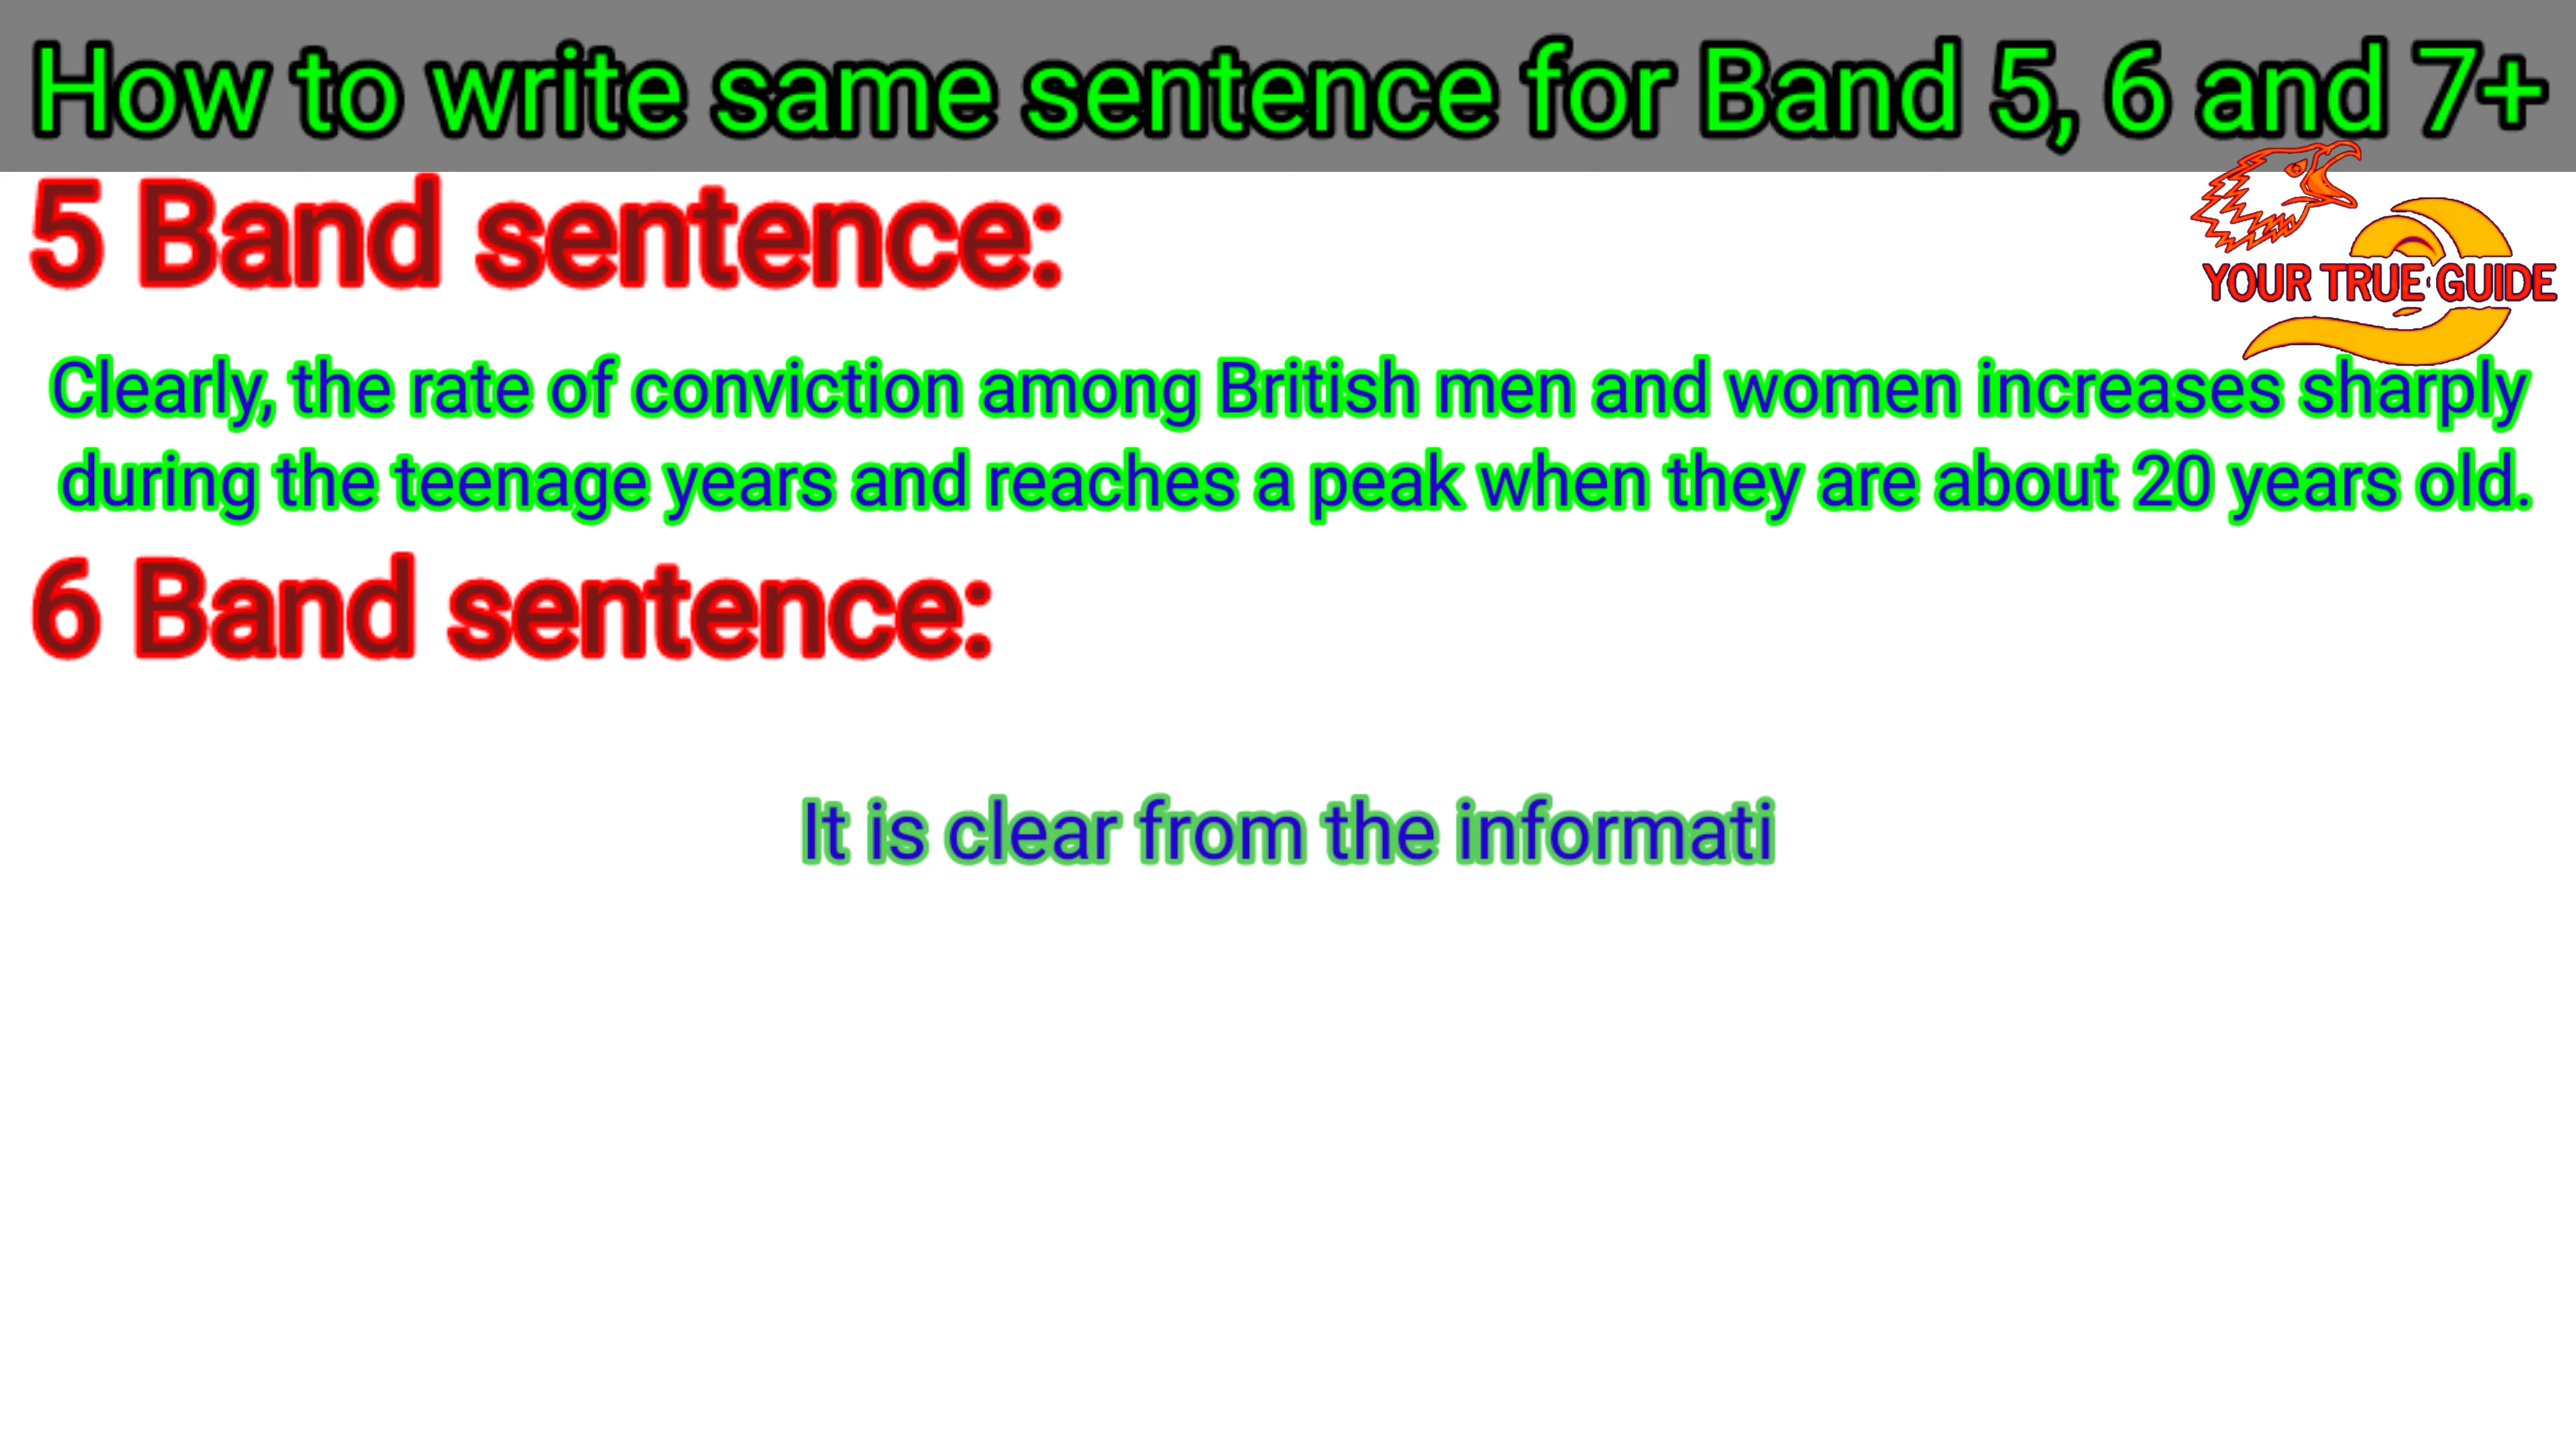 How to write same sentence for Band 5, 6 and 7+
5 Band sentence:
YOUR TRUE GUIDE
Clearly, the rate of conviction among British men and women increases sharply
during the teenage years and reaches a peak when they are about 20 years old.
6 Band sentence:
It is clear from the informati